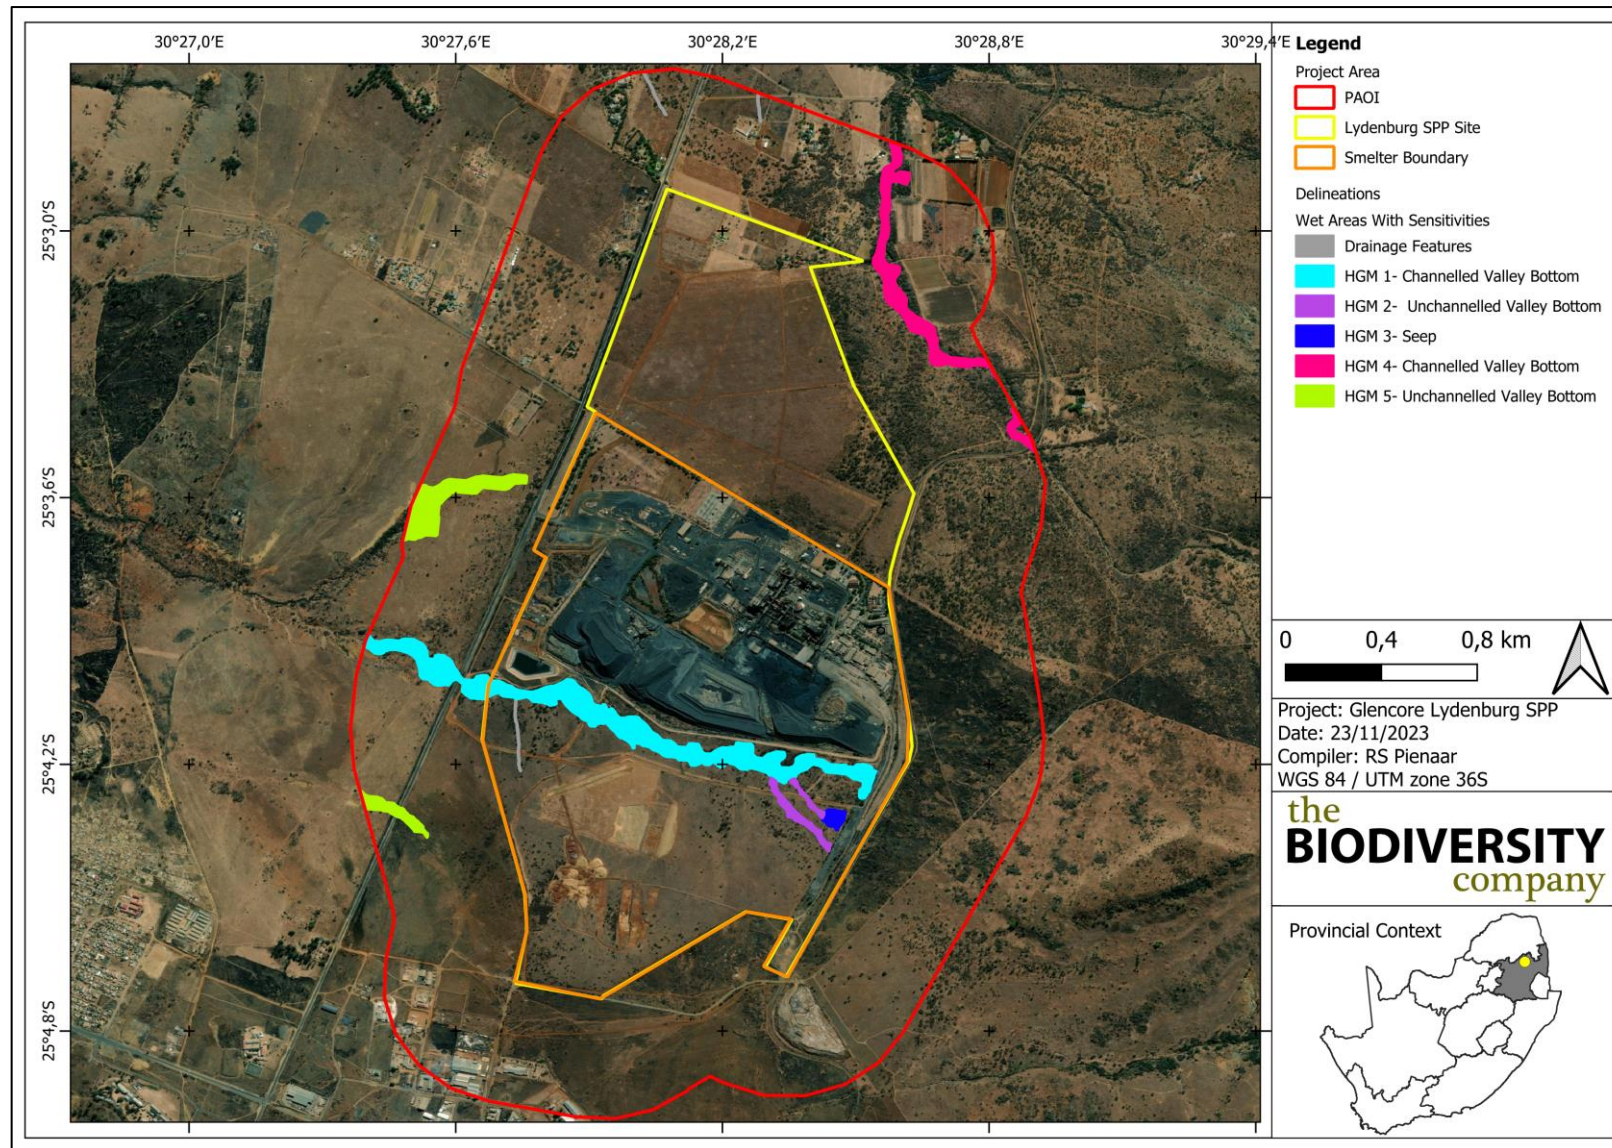 30°27,0′E 30°27,6′E 30°28,2′E 30°28,8′E 30°29,4′E
25°3,0′S
25°3,6′S
25°4,2′S
25°4,8′S
Legend
Project Area
PAOI
Lydenburg SPP Site
Smelter Boundary
Delineations
Wet Areas With Sensitivities
Drainage Features
HGM 1- Channelled Valley Bottom
HGM 2- Unchannelled Valley Bottom
HGM 3- Seep
HGM 4- Channelled Valley Bottom
HGM 5- Unchannelled Valley Bottom
0 0,4 0,8 km
Project: Glencore Lydenburg SPP
Date: 23/11/2023
Compiler: RS Pienaar
WGS 84 / UTM zone 36S
the
BIODIVERSITY
company
Provincial Context